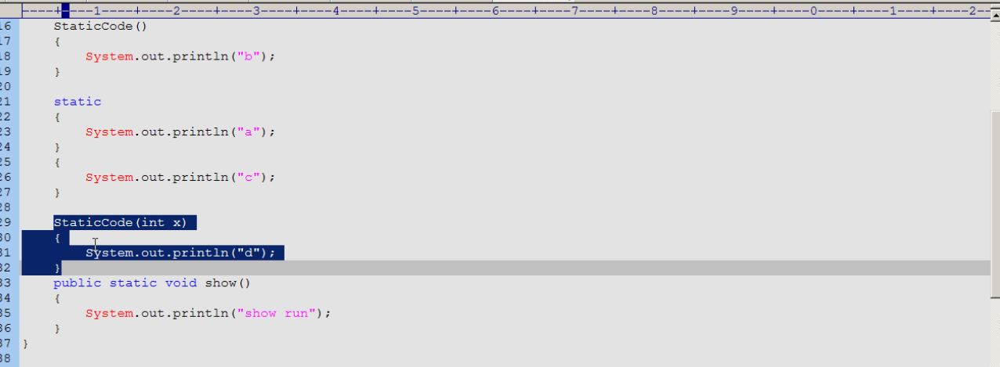 ----+----1----+----2----+----3----+----4----+----5----+----6----+----7----+----8----+----9----+----0----+----1----+----2--
16 StaticCode()
17 {
18 System.out.println("b");
19 }
20
21 static
22 {
23 System.out.println("a");
24 }
25 {
26 System.out.println("c");
27 }
28
29 StaticCode(int x)
30 {
31 System.out.println("d");
32 }
33 public static void show()
34 {
35 System.out.println("show run");
36 }
37 }
38